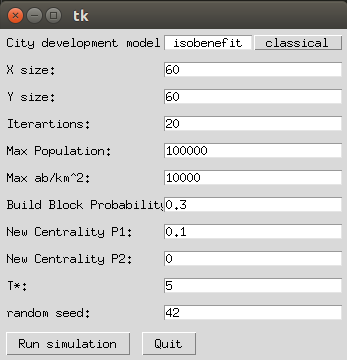 tk
City development model isobenefit classical
X size: 60
Y size: 60
Iterartions: 20
Max Population: 100000
Max ab/km^2: 10000
Build Block Probability 0.3
New Centrality P1: 0.1
New Centrality P2: 0
T*: 5
random seed: 42
Run simulation Quit